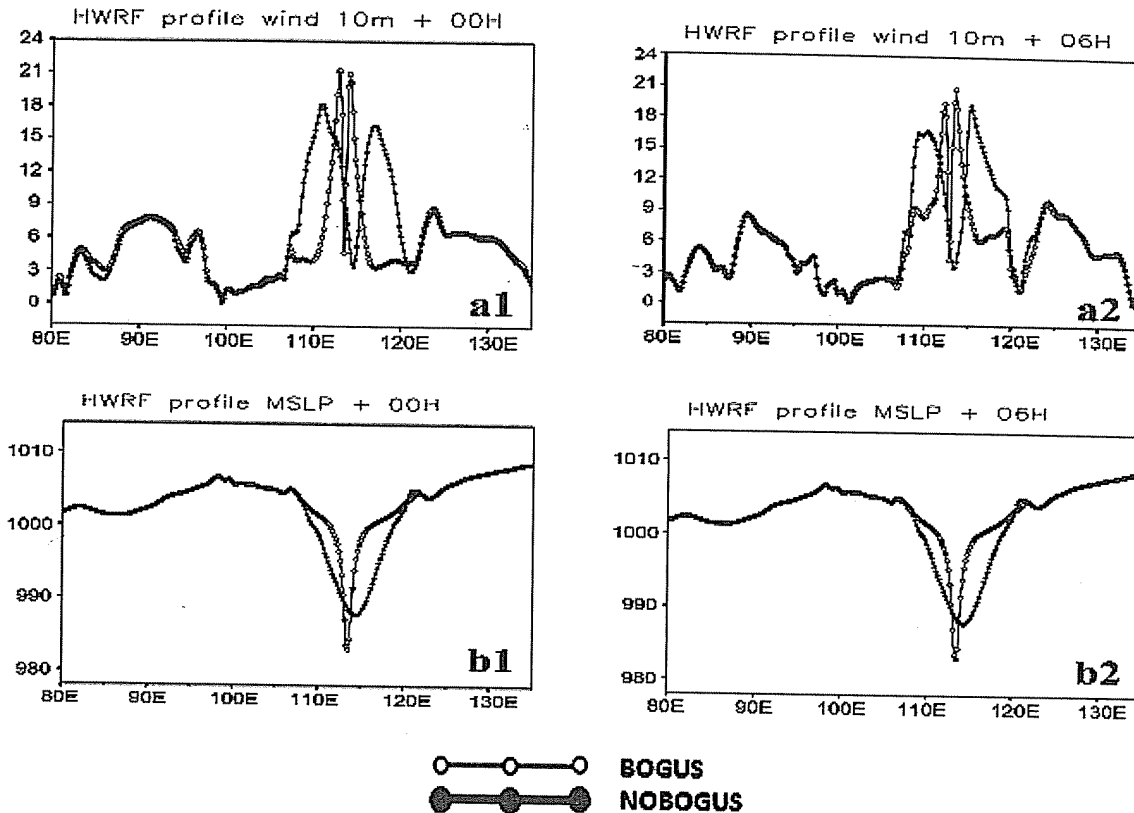 HWRF profile wind 10m + 00H
24
21
18
15
12
9
6
3
0
80E 90E 100E 110E 120E 130E
a1
HWRF profile wind 10m + 06H
24
21
18
15
12
9
6
3
0
80E 90E 100E 110E 120E 130E
a2
HWRF profile MSLP + 00H
1010
1000
990
980
80E 90E 100E 110E 120E 130E
b1
HWRF profile MSLP + 06H
1010
1000
990
980
80E 90E 100E 110E 120E 130E
b2
BOGUS
NOBOGUS